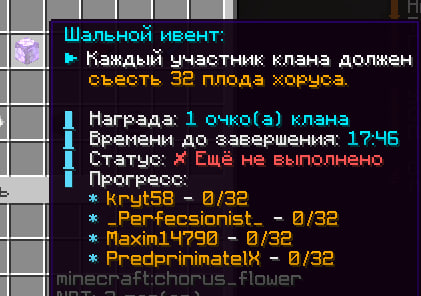 Шальной ивент:
► Каждый участник клана должен
съесть 32 плода хоруса.
Награда: 1 очко(а) клана
Времени до завершения: 17:46
Статус: ✘ Ещё не выполнено
Прогресс:
* kryt58 - 0/32
* _Perfecsionist_ - 0/32
* Maxim14790 - 0/32
* PredprinimatelX - 0/32
minecraft:chorus_flower